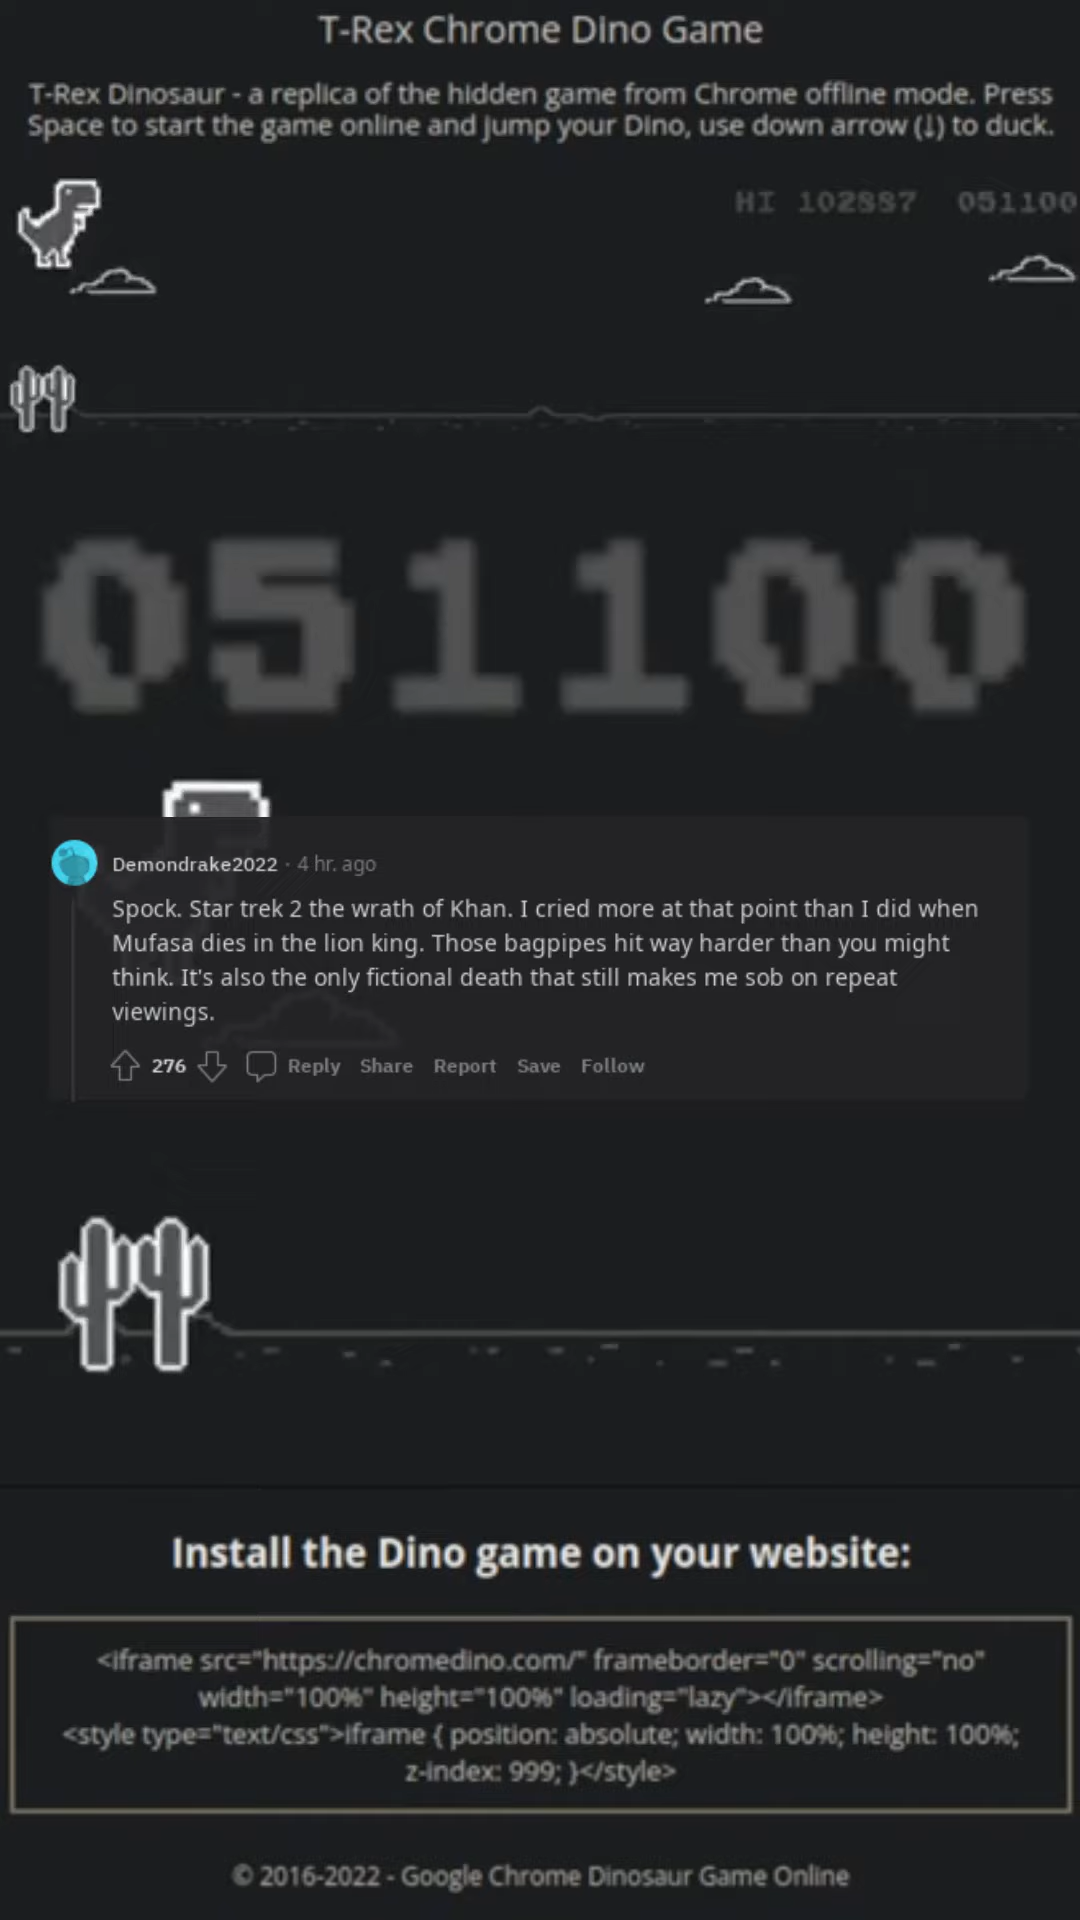 T-Rex Chrome Dino Game
T-Rex Dinosaur - a replica of the hidden game from Chrome offline mode. Press
Space to start the game online and jump your Dino, use down arrow (↓) to duck.
HI 102887 051100
051100
Demondrake2022 · 4 hr. ago
Spock. Star trek 2 the wrath of Khan. I cried more at that point than I did when
Mufasa dies in the lion king. Those bagpipes hit way harder than you might
think. It's also the only fictional death that still makes me sob on repeat
viewings.
276 Reply Share Report Save Follow
Install the Dino game on your website:
<iframe src="https://chromedino.com/" frameborder="0" scrolling="no"
width="100%" height="100%" loading="lazy"></iframe>
<style type="text/css">iframe { position: absolute; width: 100%; height: 100%;
z-index: 999; }</style>
© 2016-2022 - Google Chrome Dinosaur Game Online